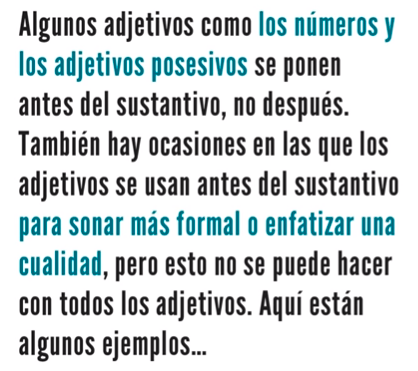 Algunos adjetivos como los números y
los adjetivos posesivos se ponen
antes del sustantivo, no después.
También hay ocasiones en las que los
adjetivos se usan antes del sustantivo
para sonar más formal o enfatizar una
cualidad, pero esto no se puede hacer
con todos los adjetivos. Aquí están
algunos ejemplos...